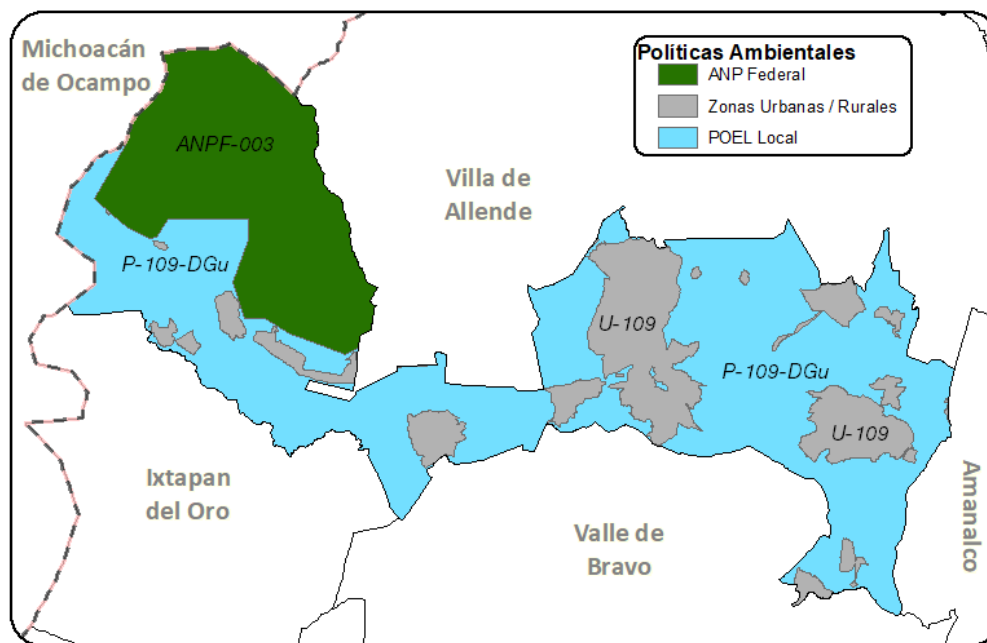 Michoacán
de Ocampo
Políticas Ambientales
ANP Federal
Zonas Urbanas / Rurales
POEL Local
ANPF-003
Villa de
Allende
P-109-DGu
U-109
P-109-DGu
U-109
Ixtapan
del Oro
Valle de
Bravo
Amanalco